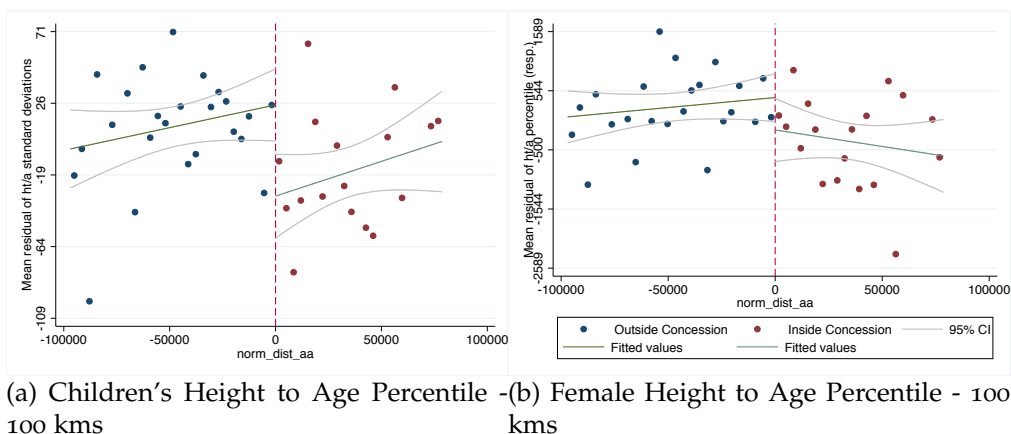 Mean residual of ht/a standard deviations
71
26
-19
-64
-109
-100000
-50000
0
50000
100000
norm_dist_aa
Mean residual of ht/a percentile (resp.)
1589
544
-500
-1544
-2589
-100000
-50000
0
50000
100000
norm_dist_aa
Outside Concession
Inside Concession
95% CI
Fitted values
Fitted values
(a) Children's Height to Age Percentile -
100 kms
(b) Female Height to Age Percentile - 100
kms